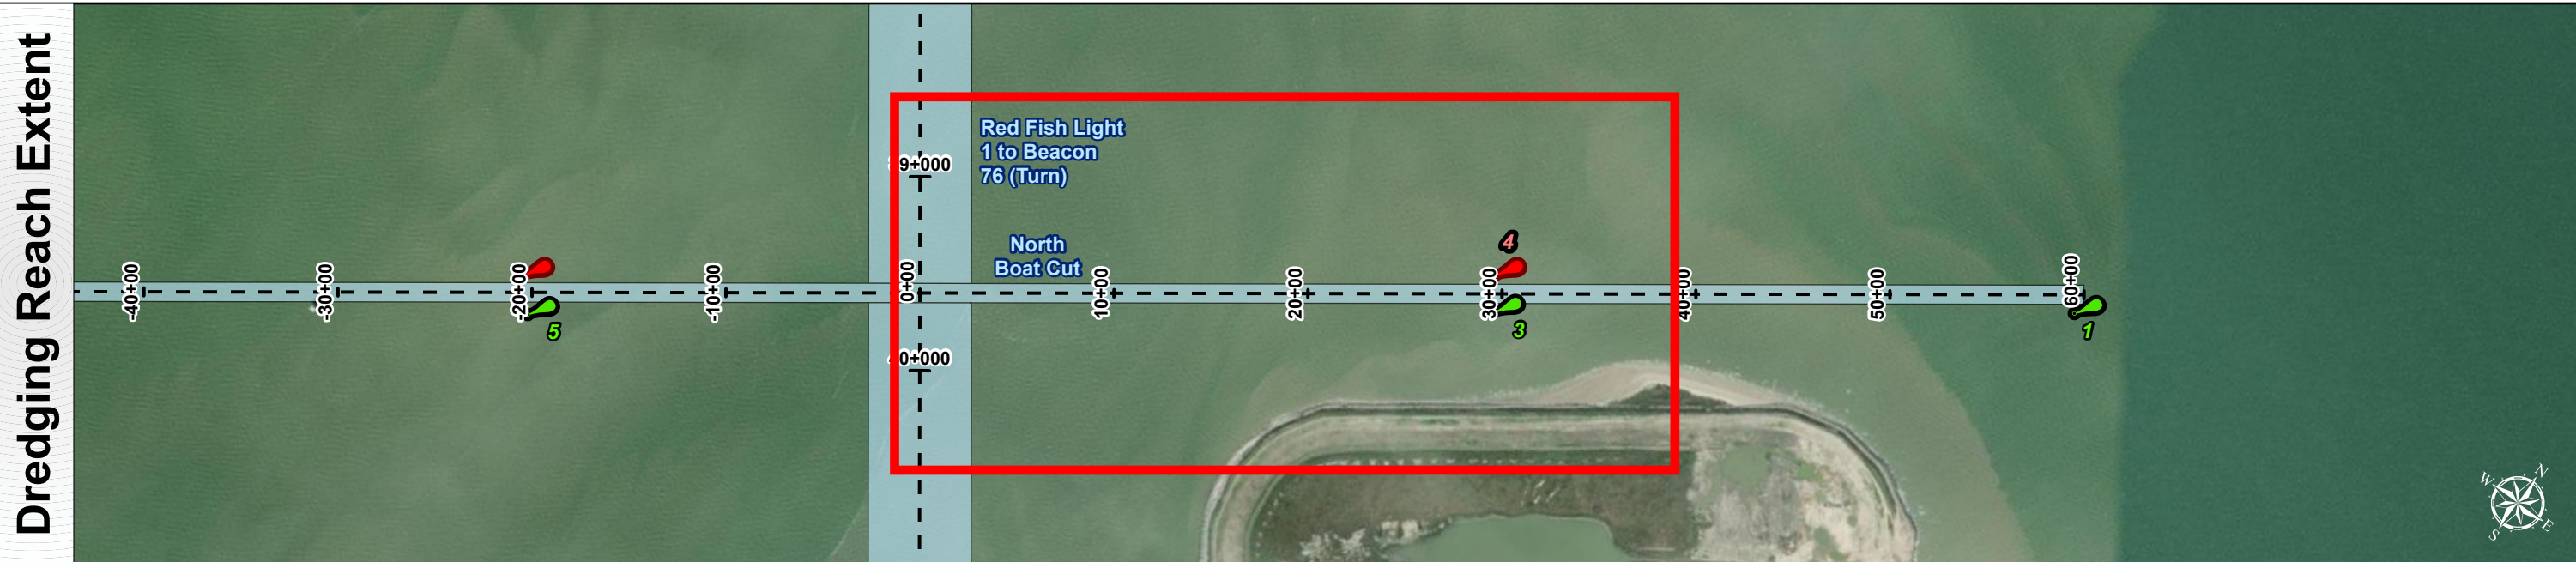 Dredging Reach Extent
Red Fish Light
1 to Beacon
76 (Turn)
9+000
North
Boat Cut
4
-40+00
-30+00
-20+00
-10+00
0+00
10+00
20+00
30+00
40+00
50+00
60+00
5
3
1
0+000
N
W
E
S